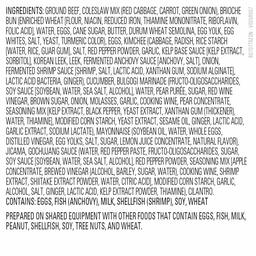 INGREDIENTS: GROUND BEEF, COLESLAW MIX (RED CABBAGE, CARROT, GREEN ONION), BRIOCHE
BUN (ENRICHED WHEAT (FLOUR, NIACIN, REDUCED IRON, THIAMINE MONONITRATE, RIBOFLAVIN,
FOLIC ACID), WATER, EGGS, CANE SUGAR, BUTTER, DURUM WHEAT SEMOLINA, EGG YOLK, EGG
WHITES, SALT, YEAST, TURMERIC COLOR), EGGS, KIMCHEE (CABBAGE, RADISH, RICE STARCH
(WATER, RICE, GUAR GUM), SALT, RED PEPPER POWDER, GARLIC, KELP BASE SAUCE (KELP EXTRACT,
SORBITOL), KOREAN LEEK, LEEK, FERMENTED ANCHOVY SAUCE (ANCHOVY, SALT), ONION,
FERMENTED SHRIMP SAUCE (SHRIMP, SALT, LACTIC ACID, XANTHAN GUM, SODIUM ALGINATE),
LACTIC ACID BACTERIA, GINGER), CUCUMBER, BULGOGI MARINADE (FRUCTO-OLIGOSACCHARIDES,
SOY SAUCE (SOYBEAN, WATER, SEA SALT, ALCOHOL), WATER, PEAR PURÉE, SUGAR, RED WINE
VINEGAR, BROWN SUGAR, ONION, MOLASSES, GARLIC, COOKING WINE, PEAR CONCENTRATE,
SEASONING MIX (KELP EXTRACT, BLACK PEPPER, YEAST EXTRACT, XANTHAN GUM (THICKENER),
WATER, THIAMINE), MODIFIED CORN STARCH, YEAST EXTRACT, SESAME OIL, GINGER, LACTIC ACID,
GARLIC EXTRACT, SODIUM LACTATE), MAYONNAISE (SOYBEAN OIL, WATER, WHOLE EGGS,
DISTILLED VINEGAR, EGG YOLKS, SALT, SUGAR, LEMON JUICE CONCENTRATE, NATURAL FLAVOR),
JICAMA, GOCHUJANG SAUCE (WATER, RED PEPPER PASTE, FRUCTO-OLIGOSACCHARIDES, SUGAR,
SOY SAUCE (SOYBEAN, WATER, SEA SALT, ALCOHOL), RED PEPPER POWDER, SEASONING MIX (APPLE
CONCENTRATE, BREWED VINEGAR (ALCOHOL, BARLEY, SUGAR, WATER), COOKING WINE, SHRIMP
EXTRACT, SHIITAKE EXTRACT POWDER, WATER, CITRIC ACID), MODIFIED CORN STARCH, GARLIC,
ALCOHOL, SALT, GINGER, LACTIC ACID, KELP EXTRACT POWDER, THIAMINE), CILANTRO.
CONTAINS: EGGS, FISH (ANCHOVY), MILK, SHELLFISH (SHRIMP), SOY, WHEAT
PREPARED ON SHARED EQUIPMENT WITH OTHER FOODS THAT CONTAIN EGGS, FISH, MILK,
PEANUT, SHELLFISH, SOY, TREE NUTS, AND WHEAT.